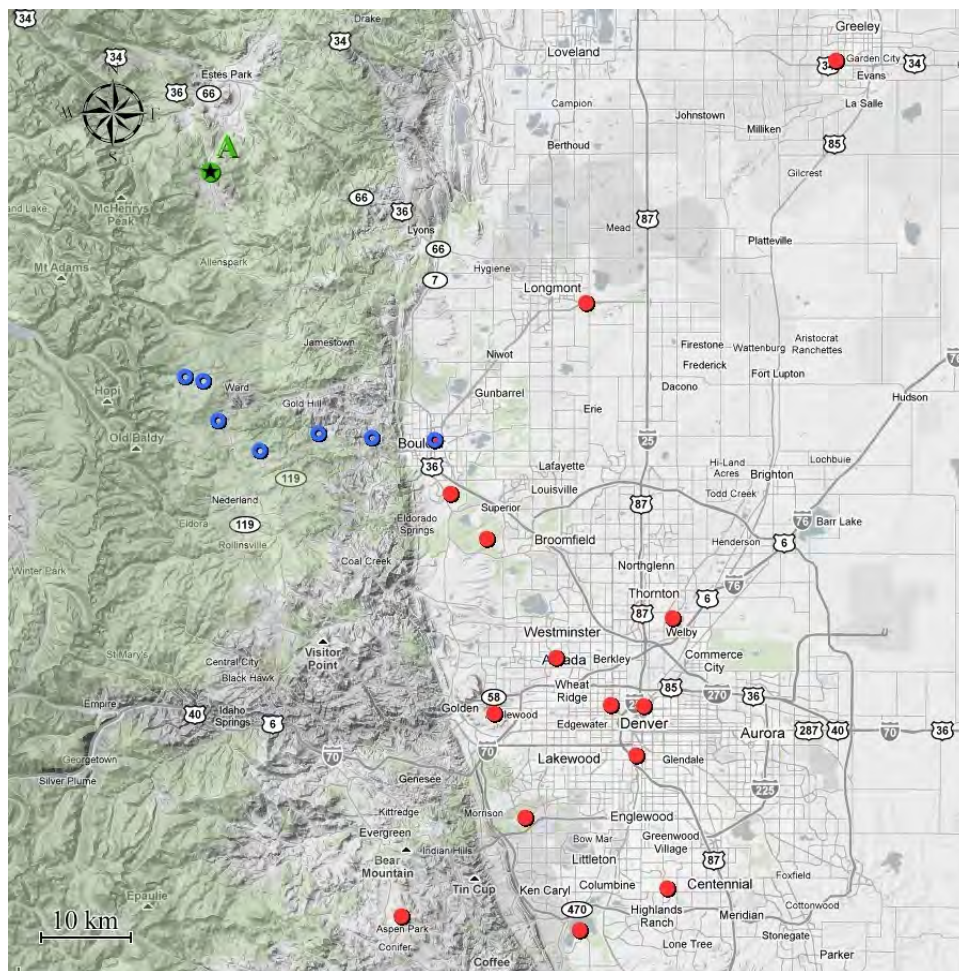 34
Drake
Greeley
34
34
Loveland
34
Garden City
34
Estes Park
Evans
36
66
Campion
La Salle
Johnstown
Milliken
S
A
Berthoud
85
Gilcrest
McHenrys
Peak
66
36
87
Lyons
Mead
Platteville
66
Allenspark
Mt Adams
Hygiene
7
Longmont
Jamestown
Niwot
Firestone
Wattenburg
Aristocrat
Ranchettes
Frederick
Fort Lupton
Hopi
Ward
Gunbarrel
Dacono
Hudson
Gold Hill
Erie
Old Baldy
25
36
Lafayette
Hi-Land
Acres
Lochbuie
119
Louisville
Brighton
Todd Creek
Nederland
87
Superior
76
Barr Lake
Eldora
119
Eldorado
Springs
Broomfield
Henderson
6
Rollinsville
Coal Creek
Northglenn
Winter Park
76
Thornton
6
87
Welby
Westminster
St Mary's
Visitor
Point
Central City
Berkley
Commerce
City
Black Hawk
Wheat
Ridge
85
270
36
58
Empire
Golden
40
Idaho
Springs
6
Edgewater
Denver
Aurora
287
40
70
36
70
70
Lakewood
Glendale
Georgetown
Silver Plume
Genesee
225
Kittredge
Morrison
Englewood
Evergreen
Bow Mar
Greenwood
Village
Indian Hills
Bear
Mountain
Littleton
87
Foxfield
Tin Cup
Ken Caryl
Columbine
Centennial
Epaulie
470
Cottonwood
10 km
Highlands
Ranch
Meridian
Aspen Park
Stonegate
Conifer
Lone Tree
Parker
Coffee